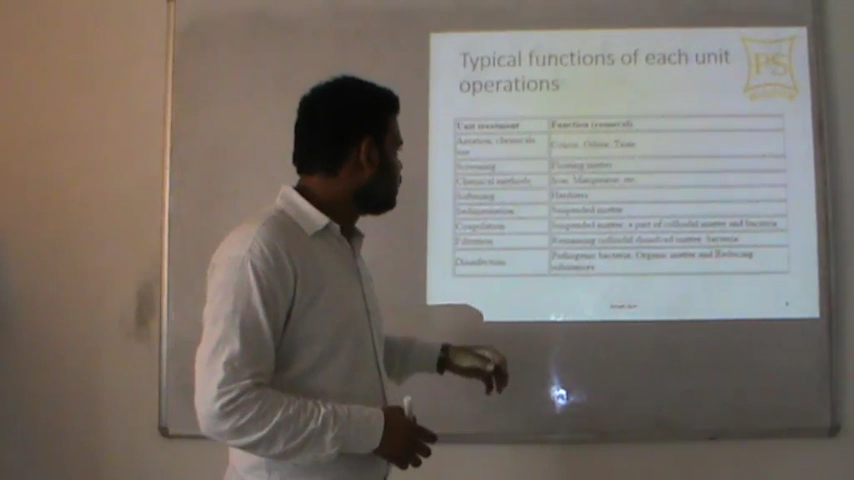 Typical functions of each unit
operations
PS
Unit treatment Function (removal)
Aeration, chemicals
use Colour, Odour, Taste
Screening Floating matter
Chemical methods Iron, Manganese, etc.
Softening Hardness
Sedimentation Suspended matter
Coagulation Suspended matter, a part of colloidal matter and bacteria
Filtration Remaining colloidal dissolved matter, bacteria
Disinfection Pathogenic bacteria, Organic matter and Reducing
substances